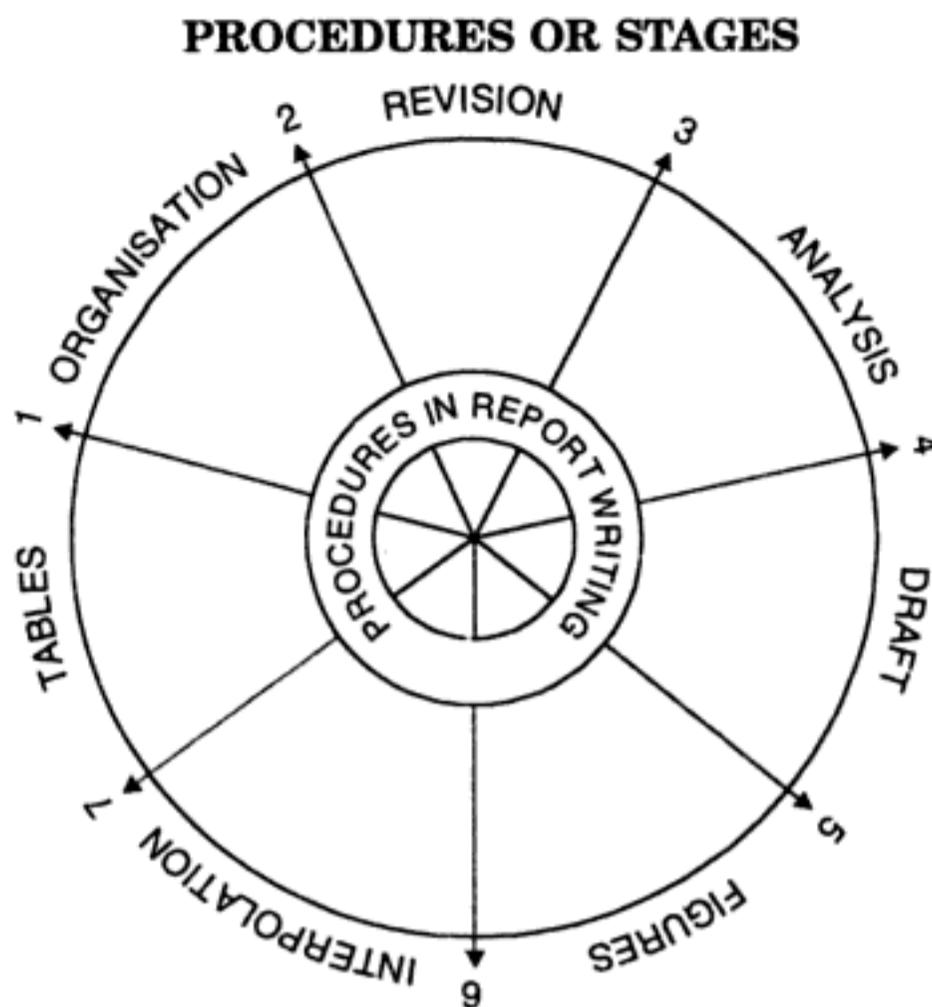 PROCEDURES OR STAGES
1
ORGANISATION
2
REVISION
3
ANALYSIS
4
DRAFT
5
FIGURES
6
INTERPOLATION
7
TABLES
PROCEDURES IN REPORT WRITING